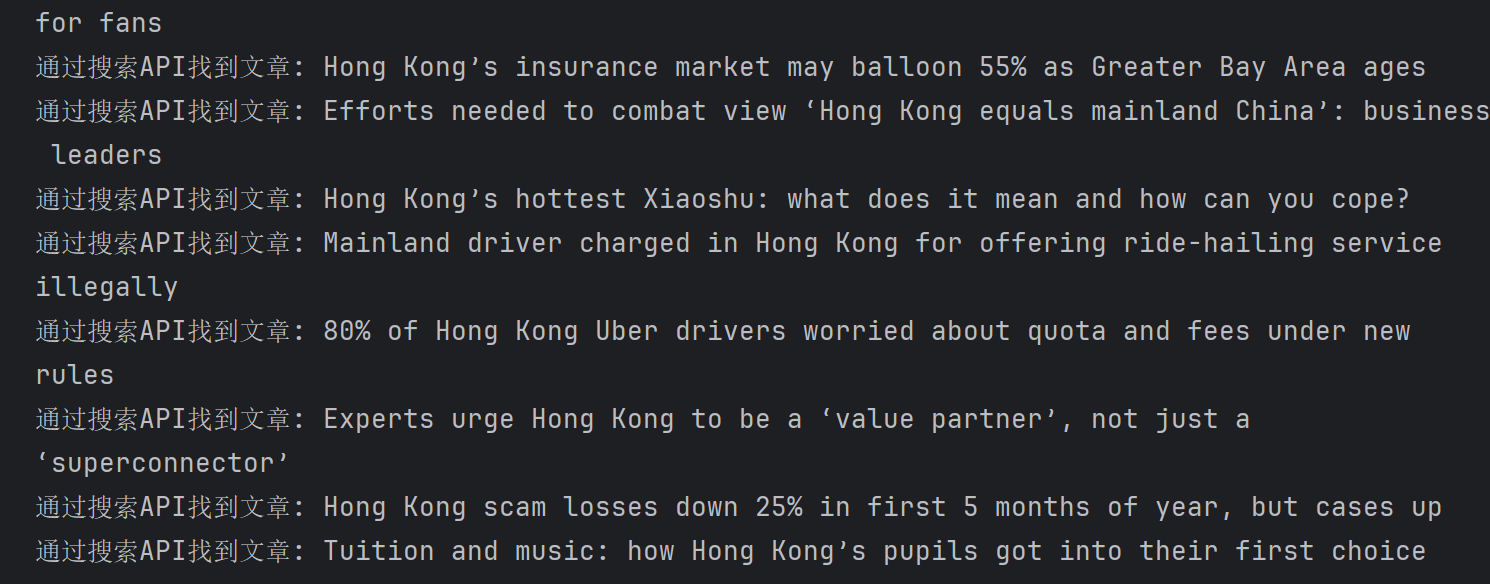 for fans
通过搜索API找到文章: Hong Kong’s insurance market may balloon 55% as Greater Bay Area ages
通过搜索API找到文章: Efforts needed to combat view ‘Hong Kong equals mainland China’: business
leaders
通过搜索API找到文章: Hong Kong’s hottest Xiaoshu: what does it mean and how can you cope?
通过搜索API找到文章: Mainland driver charged in Hong Kong for offering ride-hailing service
illegally
通过搜索API找到文章: 80% of Hong Kong Uber drivers worried about quota and fees under new
rules
通过搜索API找到文章: Experts urge Hong Kong to be a ‘value partner’, not just a
‘superconnector’
通过搜索API找到文章: Hong Kong scam losses down 25% in first 5 months of year, but cases up
通过搜索API找到文章: Tuition and music: how Hong Kong’s pupils got into their first choice